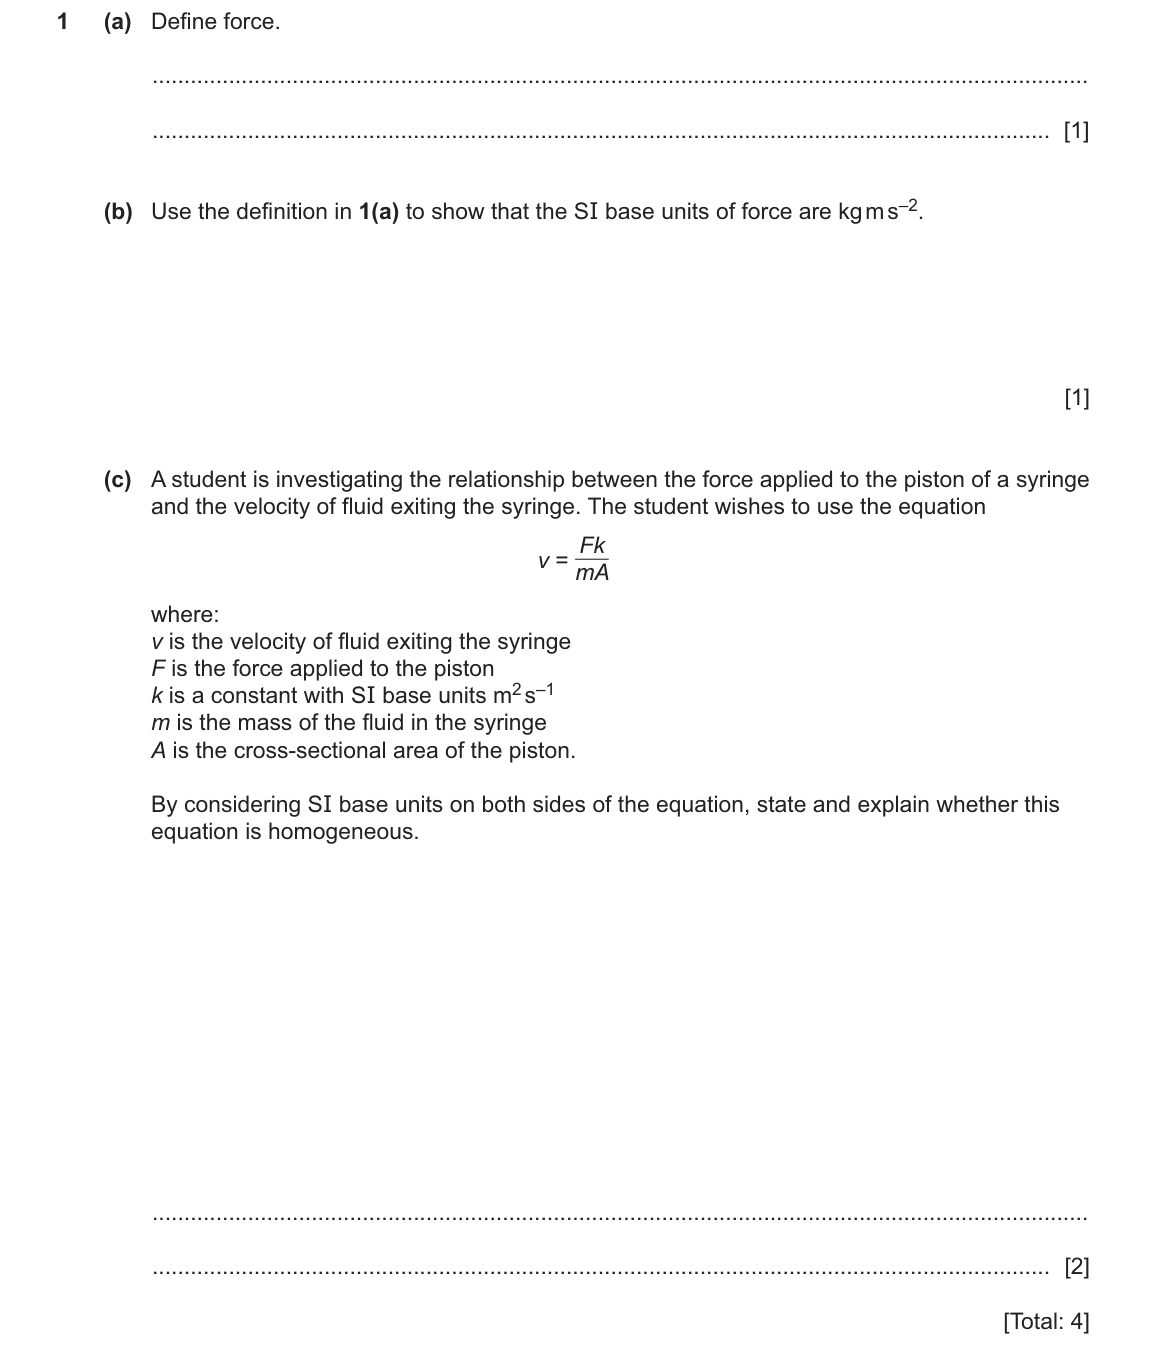 1 (a) Define force.
.................................................................................................................................................
........................................................................................................................................... [1]
(b) Use the definition in 1(a) to show that the SI base units of force are kg m s⁻².
[1]
(c) A student is investigating the relationship between the force applied to the piston of a syringe
and the velocity of fluid exiting the syringe. The student wishes to use the equation
v = Fk/mA
where:
v is the velocity of fluid exiting the syringe
F is the force applied to the piston
k is a constant with SI base units m² s⁻¹
m is the mass of the fluid in the syringe
A is the cross-sectional area of the piston.
By considering SI base units on both sides of the equation, state and explain whether this
equation is homogeneous.
.................................................................................................................................................
........................................................................................................................................... [2]
[Total: 4]